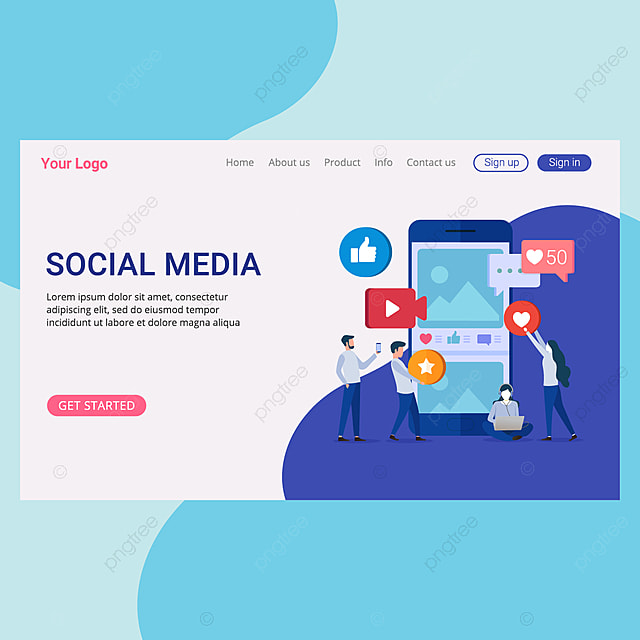 Your Logo
Home About us Product Info Contact us Sign up Sign in
SOCIAL MEDIA
Lorem ipsum dolor sit amet, consectetur
adipiscing elit, sed do eiusmod tempor
incididunt ut labore et dolore magna aliqua
GET STARTED
50
pngtree